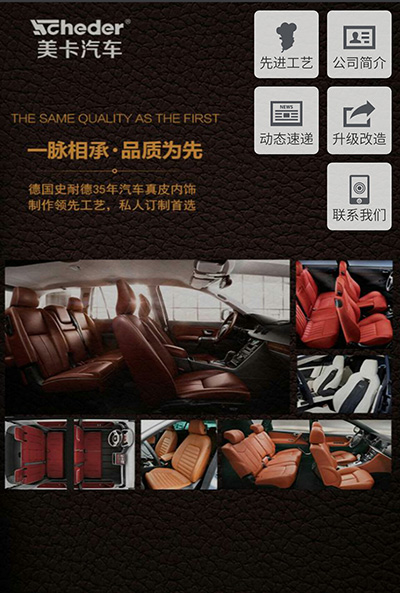 Scheder®
美卡汽车
先进工艺
公司简介
NEWS
动态速递
升级改造
联系我们
THE SAME QUALITY AS THE FIRST
一脉相承·品质为先
德国史耐德35年汽车真皮内饰
制作领先工艺，私人订制首选